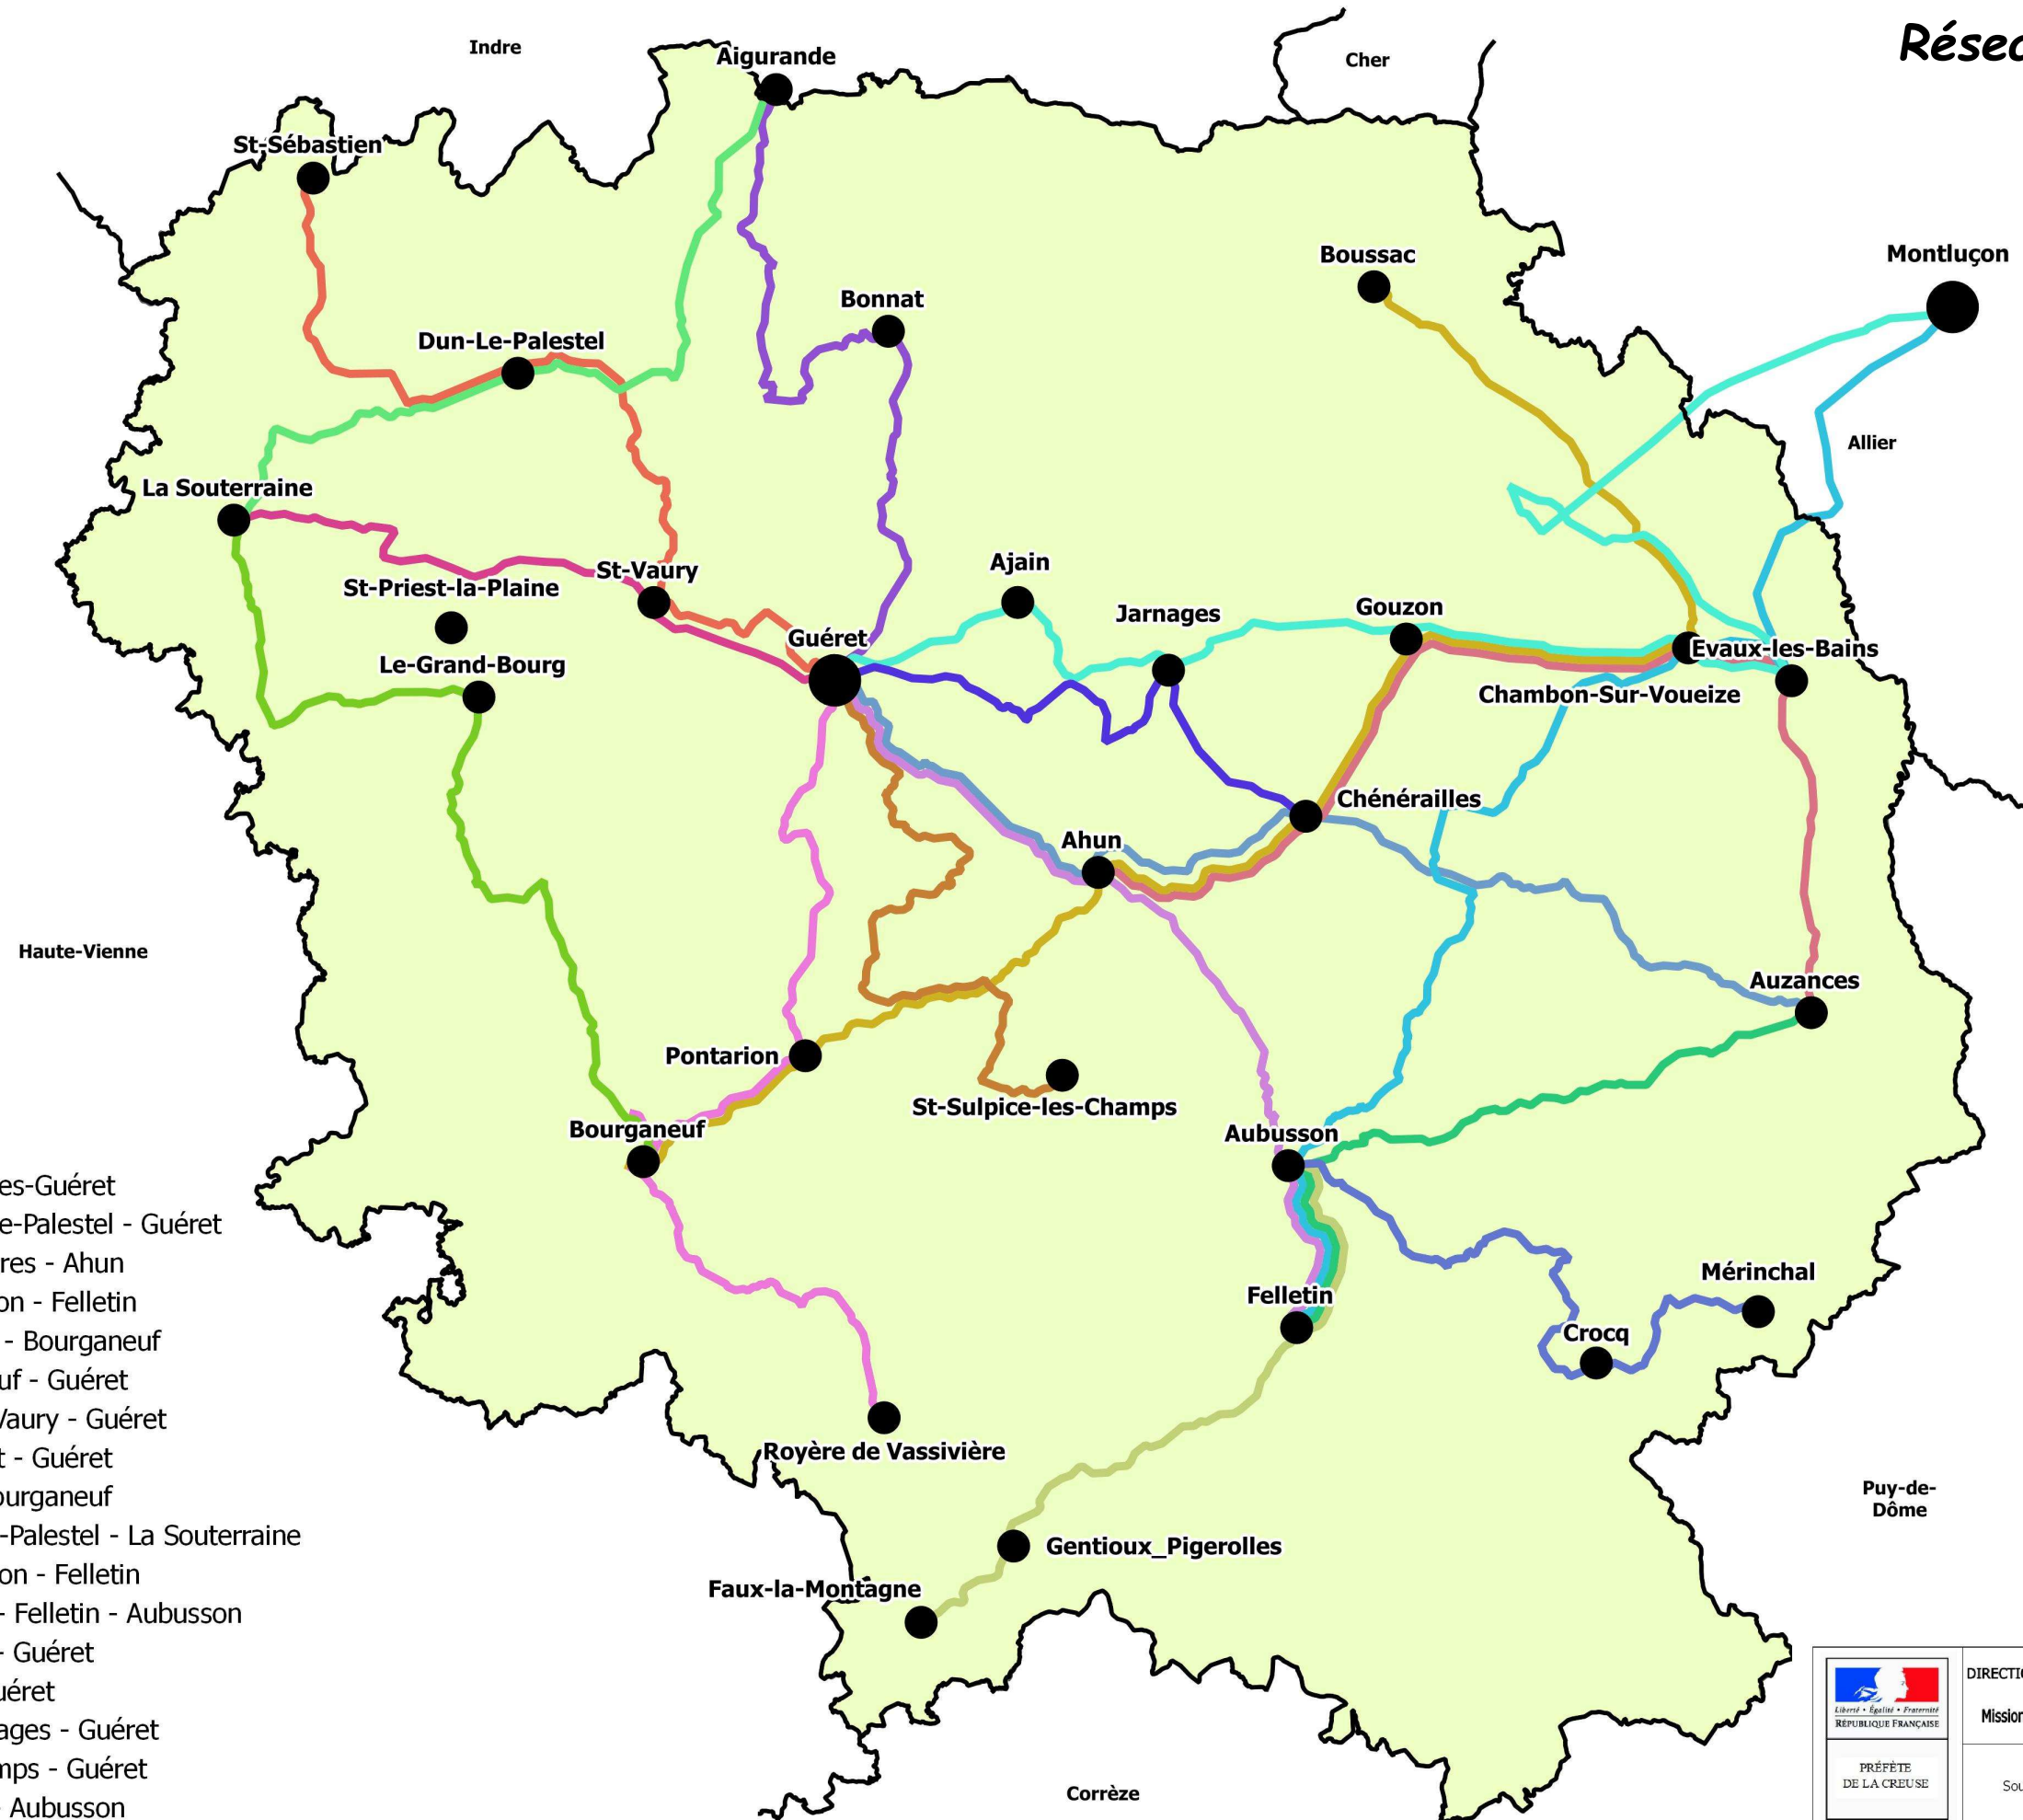 Résea
Indre
Aigurande
Cher
St-Sébastien
Boussac
Montluçon
Bonnat
Dun-Le-Palestel
Allier
La Souterraine
St-Vaury
Ajain
St-Priest-la-Plaine
Jarnages
Gouzon
Guéret
Evaux-les-Bains
Le-Grand-Bourg
Chambon-Sur-Voueize
Chénérailles
Ahun
Haute-Vienne
Auzances
Pontarion
St-Sulpice-les-Champs
Bourganeuf
Aubusson
Mérinchal
Felletin
Crocq
Royère de Vassivière
Puy-de-
Dôme
Gentioux_Pigerolles
Faux-la-Montagne
Corrèze
es-Guéret
e-Palestel - Guéret
res - Ahun
on - Felletin
- Bourganeuf
uf - Guéret
Vaury - Guéret
t - Guéret
ourganeuf
-Palestel - La Souterraine
on - Felletin
- Felletin - Aubusson
- Guéret
uéret
ages - Guéret
mps - Guéret
- Aubusson
Liberté • Égalité • Fraternité
RÉPUBLIQUE FRANÇAISE
PRÉFÈTE
DE LA CREUSE
DIRECTIO
Mission
Sou